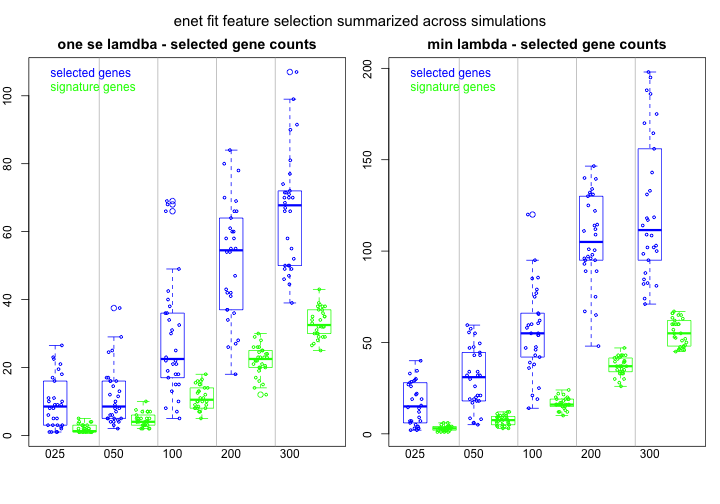 enet fit feature selection summarized across simulations
one se lamdba - selected gene counts
selected genes
signature genes
100
80
60
40
20
0
025 050 100 200 300
min lambda - selected gene counts
selected genes
signature genes
200
150
100
50
0
025 050 100 200 300